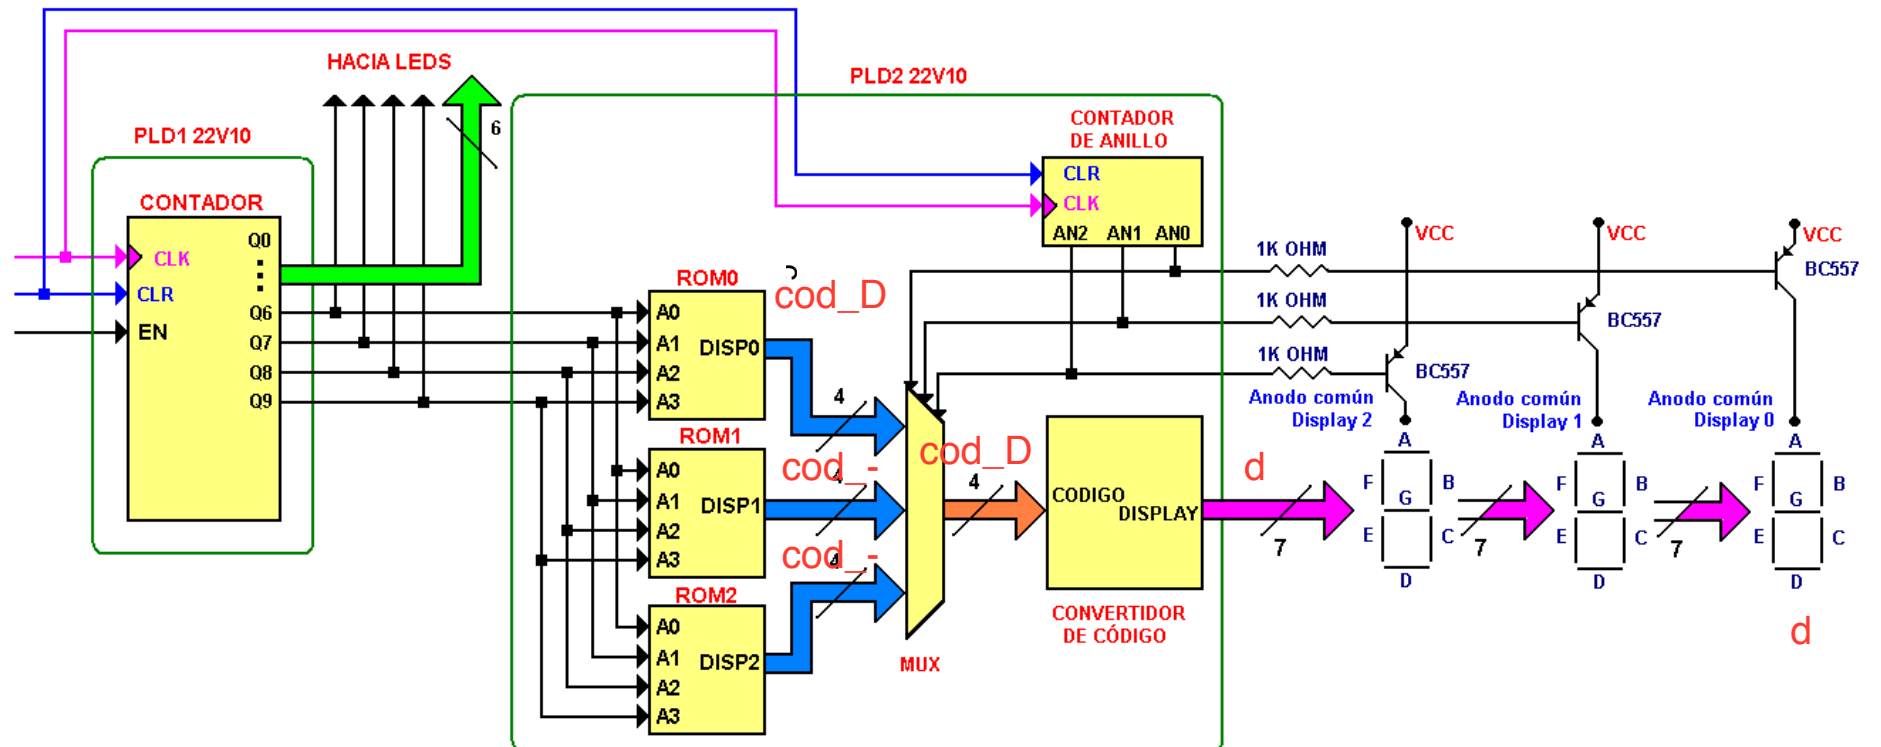 HACIA LEDS
6
PLD2 22V10
PLD1 22V10
CONTADOR
CLK
CLR
EN
Q0
Q6
Q7
Q8
Q9
CONTADOR
DE ANILLO
CLR
CLK
AN2 AN1 AN0
ROM0
A0
A1
A2
A3
DISP0
cod_D
4
ROM1
A0
A1
A2
A3
DISP1
cod_-
4
ROM2
A0
A1
A2
A3
DISP2
cod_-
4
MUX
cod_D
4
CODIGO
DISPLAY
CONVERTIDOR
DE CÓDIGO
d
7
1K OHM
1K OHM
1K OHM
VCC
BC557
Anodo común
Display 2
A
F
B
G
E
C
D
7
VCC
BC557
Anodo común
Display 1
A
F
B
G
E
C
D
7
VCC
BC557
Anodo común
Display 0
A
F
B
G
E
C
D
d